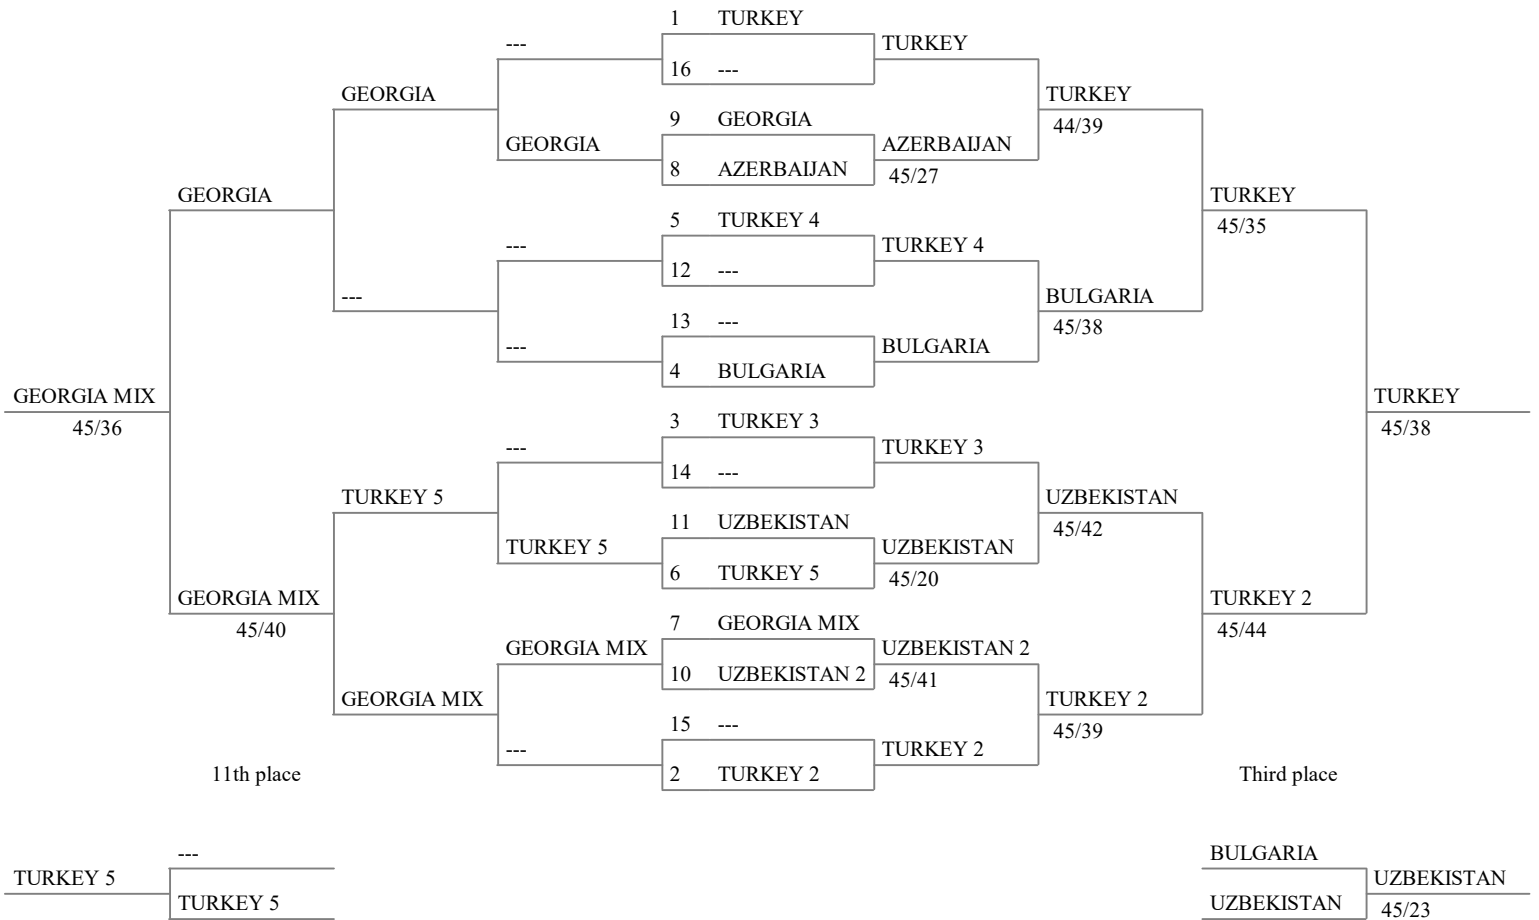 1 TURKEY
--- TURKEY
16 ---
GEORGIA TURKEY
9 GEORGIA 44/39
GEORGIA AZERBAIJAN
8 AZERBAIJAN 45/27
GEORGIA TURKEY
5 TURKEY 4 45/35
--- TURKEY 4
12 ---
--- BULGARIA
13 --- 45/38
--- BULGARIA
4 BULGARIA
GEORGIA MIX TURKEY
45/36 3 TURKEY 3 45/38
--- TURKEY 3
14 ---
TURKEY 5 UZBEKISTAN
11 UZBEKISTAN 45/42
TURKEY 5 UZBEKISTAN
6 TURKEY 5 45/20
GEORGIA MIX TURKEY 2
45/40 7 GEORGIA MIX 45/44
GEORGIA MIX UZBEKISTAN 2
10 UZBEKISTAN 2 45/41
GEORGIA MIX TURKEY 2
15 --- 45/39
--- TURKEY 2
11th place 2 TURKEY 2 Third place
--- BULGARIA
TURKEY 5 UZBEKISTAN
TURKEY 5 UZBEKISTAN 45/23